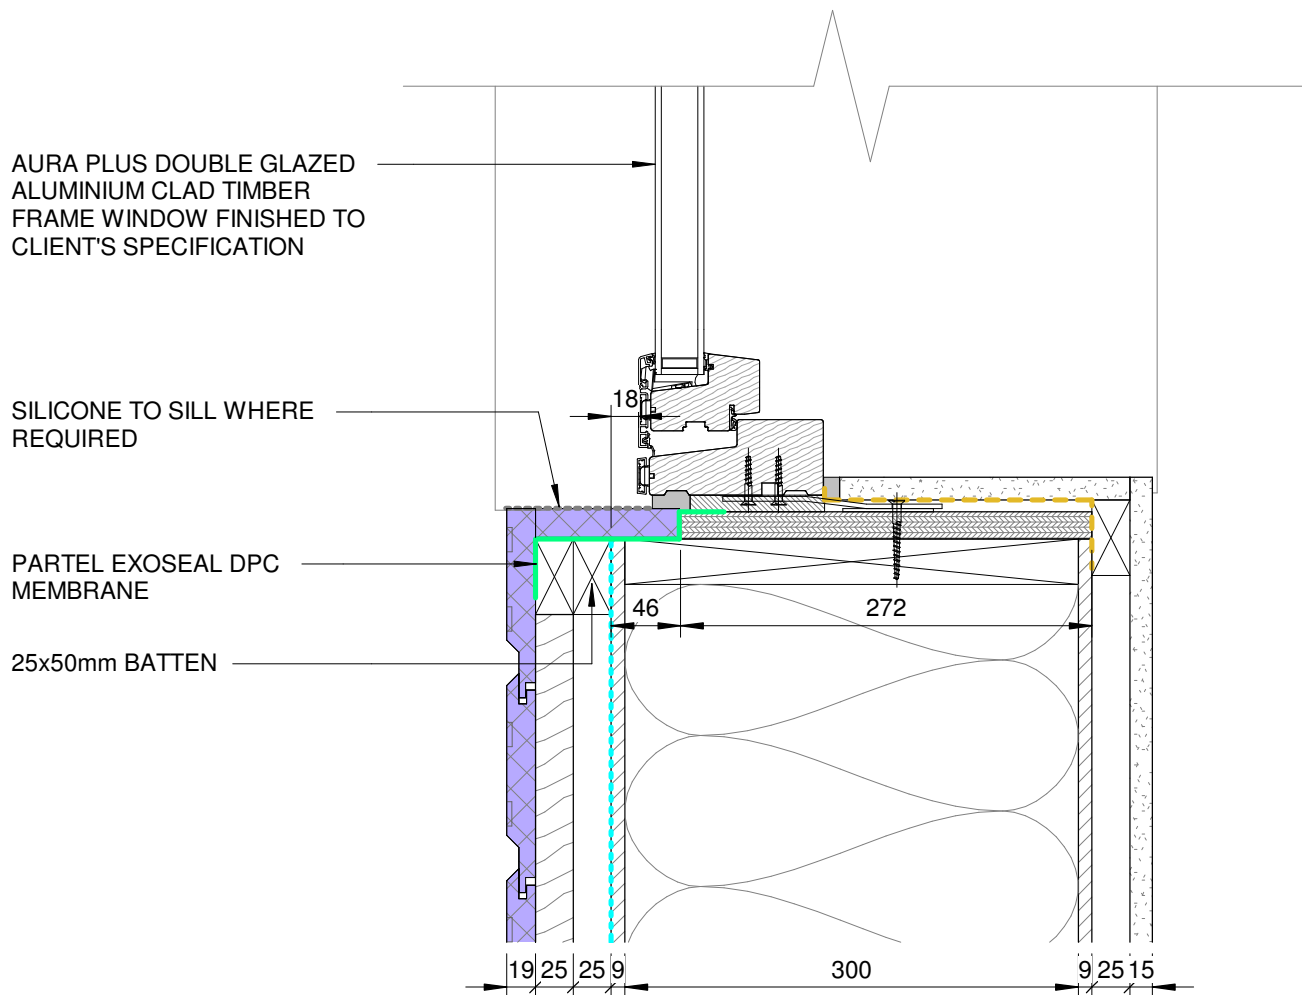 AURA PLUS DOUBLE GLAZED
ALUMINIUM CLAD TIMBER
FRAME WINDOW FINISHED TO
CLIENT'S SPECIFICATION
18
SILICONE TO SILL WHERE
REQUIRED
PARTEL EXOSEAL DPC
MEMBRANE
46 272
25x50mm BATTEN
19 25 25 9 300 9 25 15